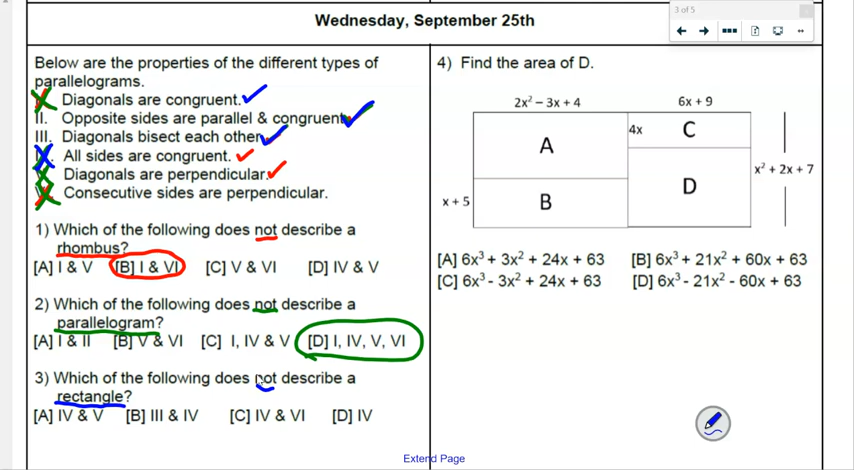 Wednesday, September 25th
3 of 5
Below are the properties of the different types of
parallelograms.
Diagonals are congruent.
II. Opposite sides are parallel & congruent
III. Diagonals bisect each other
All sides are congruent.
Diagonals are perpendicular.
Consecutive sides are perpendicular.
1) Which of the following does not describe a
rhombus?
[A] I & V [B] I & VI [C] V & VI [D] IV & V
2) Which of the following does not describe a
parallelogram?
[A] I & II [B] V & VI [C] I, IV & V [D] I, IV, V, VI
3) Which of the following does not describe a
rectangle?
[A] IV & V [B] III & IV [C] IV & VI [D] IV
4) Find the area of D.
2x² – 3x + 4 6x + 9
A 4x C
x² + 2x + 7
D
x + 5 B
[A] 6x³ + 3x² + 24x + 63 [B] 6x³ + 21x² + 60x + 63
[C] 6x³ - 3x² + 24x + 63 [D] 6x³ - 21x² - 60x + 63
Extend Page